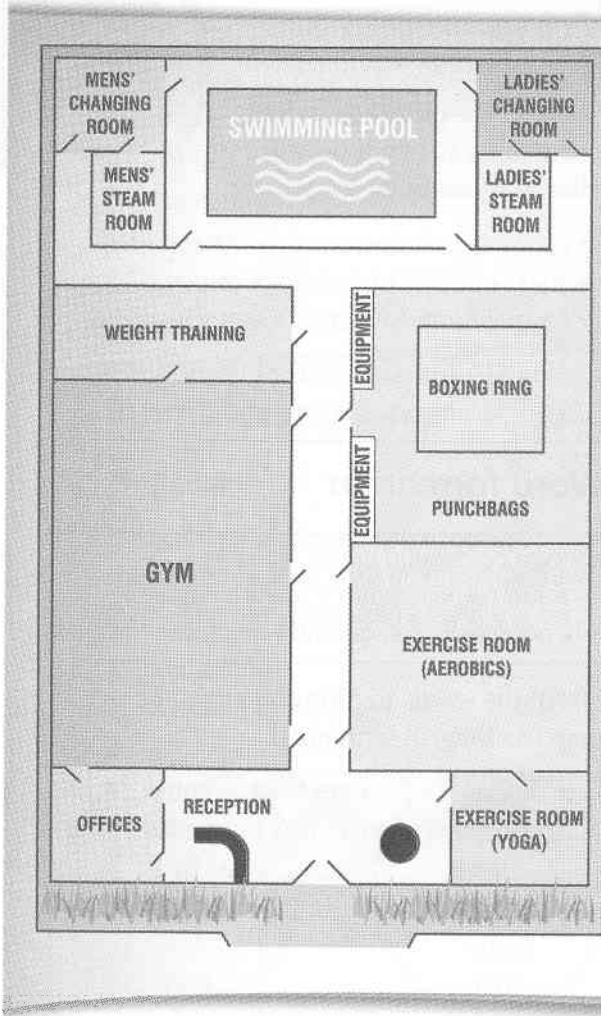 MENS'
CHANGING
ROOM
SWIMMING POOL
LADIES'
CHANGING
ROOM
MENS'
STEAM
ROOM
LADIES'
STEAM
ROOM
WEIGHT TRAINING
EQUIPMENT
BOXING RING
EQUIPMENT
PUNCHBAGS
GYM
EXERCISE ROOM
(AEROBICS)
OFFICES
RECEPTION
EXERCISE ROOM
(YOGA)